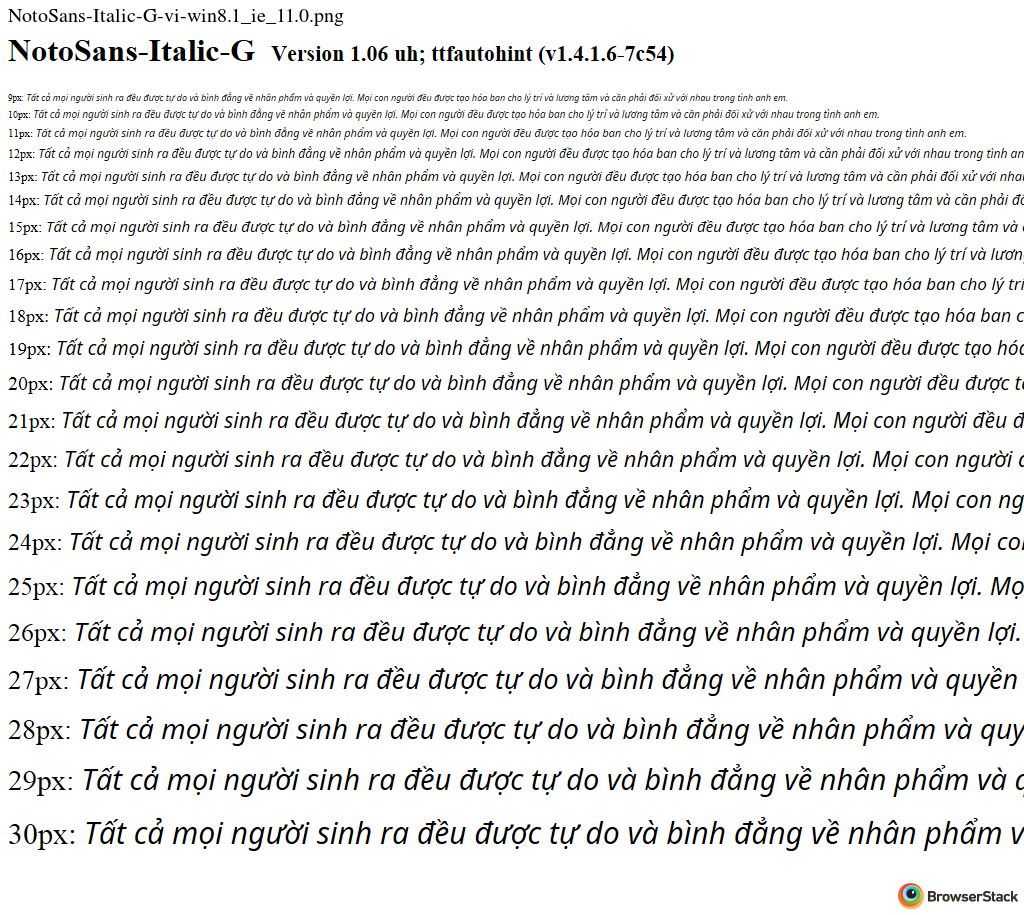 NotoSans-Italic-G-vi-win8.1_ie_11.0.png
NotoSans-Italic-G Version 1.06 uh; ttfautohint (v1.4.1.6-7c54)
9px: Tất cả mọi người sinh ra đều được tự do và bình đẳng về nhân phẩm và quyền lợi. Mọi con người đều được tạo hóa ban cho lý trí và lương tâm và cần phải đối xử với nhau trong tình anh em.
10px: Tất cả mọi người sinh ra đều được tự do và bình đẳng về nhân phẩm và quyền lợi. Mọi con người đều được tạo hóa ban cho lý trí và lương tâm và cần phải đối xử với nhau trong tình anh em.
11px: Tất cả mọi người sinh ra đều được tự do và bình đẳng về nhân phẩm và quyền lợi. Mọi con người đều được tạo hóa ban cho lý trí và lương tâm và cần phải đối xử với nhau trong tình anh em.
12px: Tất cả mọi người sinh ra đều được tự do và bình đẳng về nhân phẩm và quyền lợi. Mọi con người đều được tạo hóa ban cho lý trí và lương tâm và cần phải đối xử với nhau trong tình an
13px: Tất cả mọi người sinh ra đều được tự do và bình đẳng về nhân phẩm và quyền lợi. Mọi con người đều được tạo hóa ban cho lý trí và lương tâm và cần phải đối xử với nha
14px: Tất cả mọi người sinh ra đều được tự do và bình đẳng về nhân phẩm và quyền lợi. Mọi con người đều được tạo hóa ban cho lý trí và lương tâm và cần phải
15px: Tất cả mọi người sinh ra đều được tự do và bình đẳng về nhân phẩm và quyền lợi. Mọi con người đều được tạo hóa ban cho lý trí và lương tâm và
16px: Tất cả mọi người sinh ra đều được tự do và bình đẳng về nhân phẩm và quyền lợi. Mọi con người đều được tạo hóa ban cho lý trí và lươn
17px: Tất cả mọi người sinh ra đều được tự do và bình đẳng về nhân phẩm và quyền lợi. Mọi con người đều được tạo hóa ban cho lý trí
18px: Tất cả mọi người sinh ra đều được tự do và bình đẳng về nhân phẩm và quyền lợi. Mọi con người đều được tạo hóa ban c
19px: Tất cả mọi người sinh ra đều được tự do và bình đẳng về nhân phẩm và quyền lợi. Mọi con người đều được tạo hóa
20px: Tất cả mọi người sinh ra đều được tự do và bình đẳng về nhân phẩm và quyền lợi. Mọi con người đều được t
21px: Tất cả mọi người sinh ra đều được tự do và bình đẳng về nhân phẩm và quyền lợi. Mọi con người đều đ
22px: Tất cả mọi người sinh ra đều được tự do và bình đẳng về nhân phẩm và quyền lợi. Mọi con người
23px: Tất cả mọi người sinh ra đều được tự do và bình đẳng về nhân phẩm và quyền lợi. Mọi con ng
24px: Tất cả mọi người sinh ra đều được tự do và bình đẳng về nhân phẩm và quyền lợi. Mọi con
25px: Tất cả mọi người sinh ra đều được tự do và bình đẳng về nhân phẩm và quyền lợi. Mọ
26px: Tất cả mọi người sinh ra đều được tự do và bình đẳng về nhân phẩm và quyền lợi.
27px: Tất cả mọi người sinh ra đều được tự do và bình đẳng về nhân phẩm và quyền
28px: Tất cả mọi người sinh ra đều được tự do và bình đẳng về nhân phẩm và quy
29px: Tất cả mọi người sinh ra đều được tự do và bình đẳng về nhân phẩm và q
30px: Tất cả mọi người sinh ra đều được tự do và bình đẳng về nhân phẩm v
BrowserStack